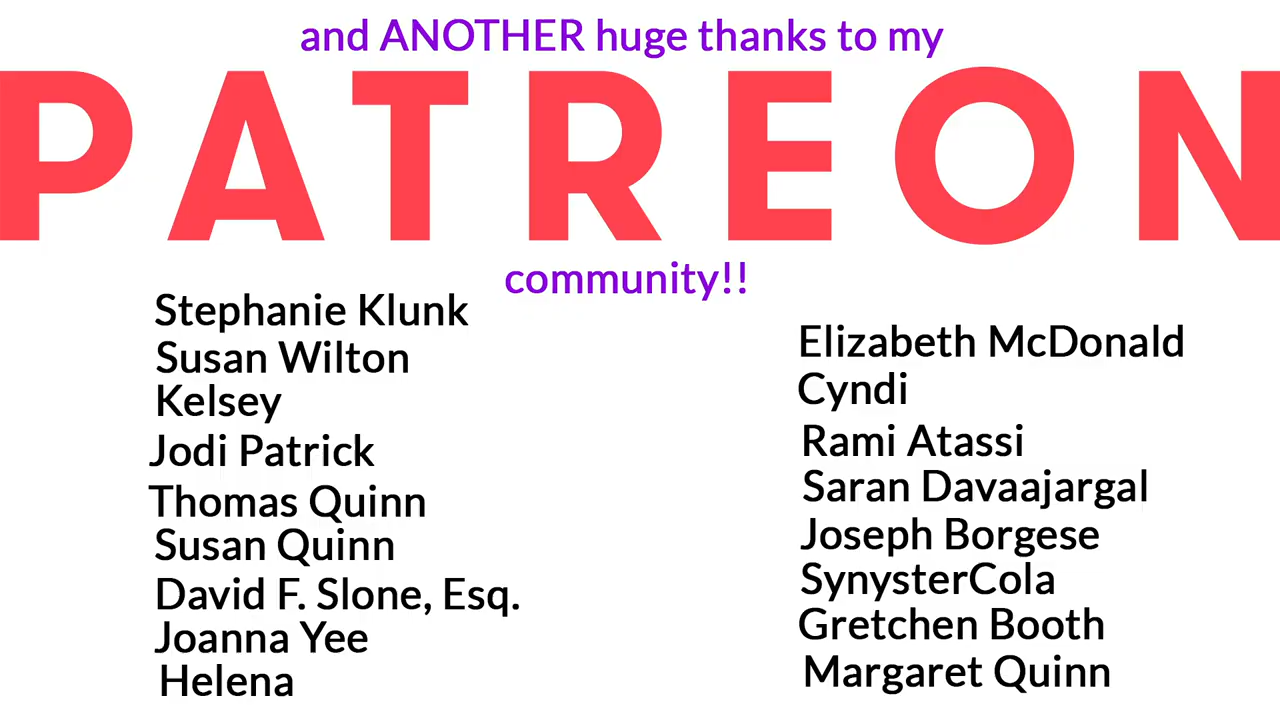 and ANOTHER huge thanks to my
PATREON
community!!
Stephanie Klunk
Susan Wilton
Kelsey
Jodi Patrick
Thomas Quinn
Susan Quinn
David F. Slone, Esq.
Joanna Yee
Helena
Elizabeth McDonald
Cyndi
Rami Atassi
Saran Davaajargal
Joseph Borgese
SynysterCola
Gretchen Booth
Margaret Quinn